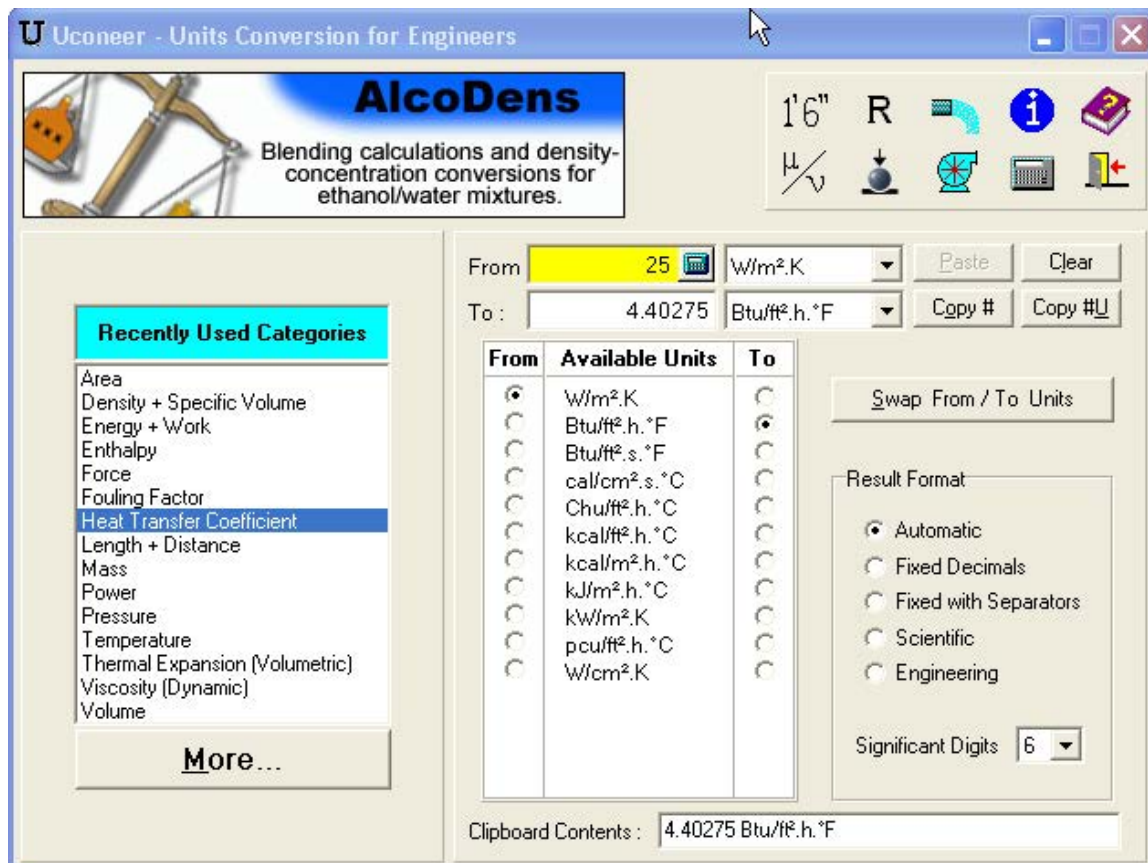 U Uconeer - Units Conversion for Engineers
AlcoDens
Blending calculations and density-
concentration conversions for
ethanol/water mixtures.
1'6" R i ?
μ/ν
From 25 W/m².K Paste Clear
To : 4.40275 Btu/ft².h.°F Copy # Copy #U
Recently Used Categories
Area
Density + Specific Volume
Energy + Work
Enthalpy
Force
Fouling Factor
Heat Transfer Coefficient
Length + Distance
Mass
Power
Pressure
Temperature
Thermal Expansion (Volumetric)
Viscosity (Dynamic)
Volume
More...
From Available Units To
W/m².K
Btu/ft².h.°F
Btu/ft².s.°F
cal/cm².s.°C
Chu/ft².h.°C
kcal/ft².h.°C
kcal/m².h.°C
kJ/m².h.°C
kW/m².K
pcu/ft².h.°C
W/cm².K
Swap From / To Units
Result Format
Automatic
Fixed Decimals
Fixed with Separators
Scientific
Engineering
Significant Digits 6
Clipboard Contents : 4.40275 Btu/ft².h.°F